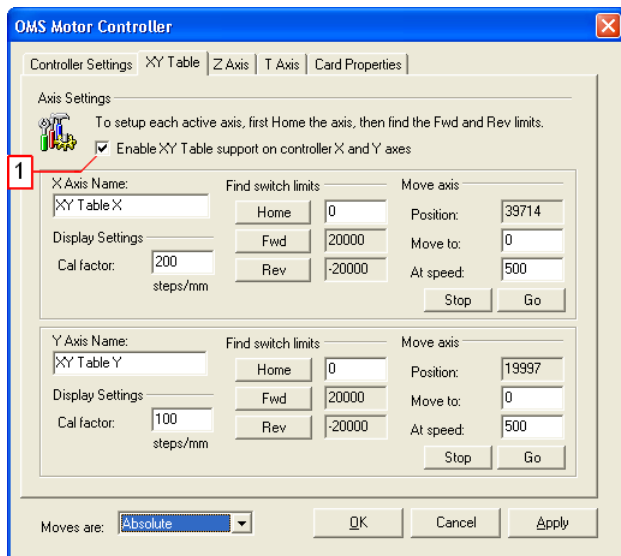 OMS Motor Controller
Controller Settings XY Table Z Axis T Axis Card Properties
Axis Settings
To setup each active axis, first Home the axis, then find the Fwd and Rev limits.
Enable XY Table support on controller X and Y axes
1
X Axis Name: Find switch limits Move axis
XY Table X Home 0 Position: 39714
Display Settings Fwd 20000 Move to: 0
Cal factor: 200 Rev -20000 At speed: 500
steps/mm
Stop Go
Y Axis Name: Find switch limits Move axis
XY Table Y Home 0 Position: 19997
Display Settings Fwd 20000 Move to: 0
Cal factor: 100 Rev -20000 At speed: 500
steps/mm
Stop Go
Moves are: Absolute OK Cancel Apply